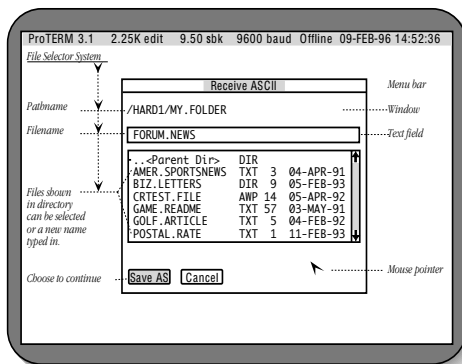 ProTERM 3.1 2.25K edit 9.50 sbk 9600 baud Offline 09-FEB-96 14:52:36
File Selector System
Receive ASCII
Menu bar
Pathname
/HARD1/MY.FOLDER
Window
Filename
FORUM.NEWS
Text field
..<Parent Dir> DIR
AMER.SPORTSNEWS TXT 3 04-APR-91
BIZ.LETTERS DIR 9 05-FEB-93
CRTEST.FILE AWP 14 05-APR-92
GAME.README TXT 57 03-MAY-91
GOLF.ARTICLE TXT 5 04-FEB-92
POSTAL.RATE TXT 1 11-FEB-93
Files shown
in directory
can be selected
or a new name
typed in.
Mouse pointer
Choose to continue
Save AS Cancel